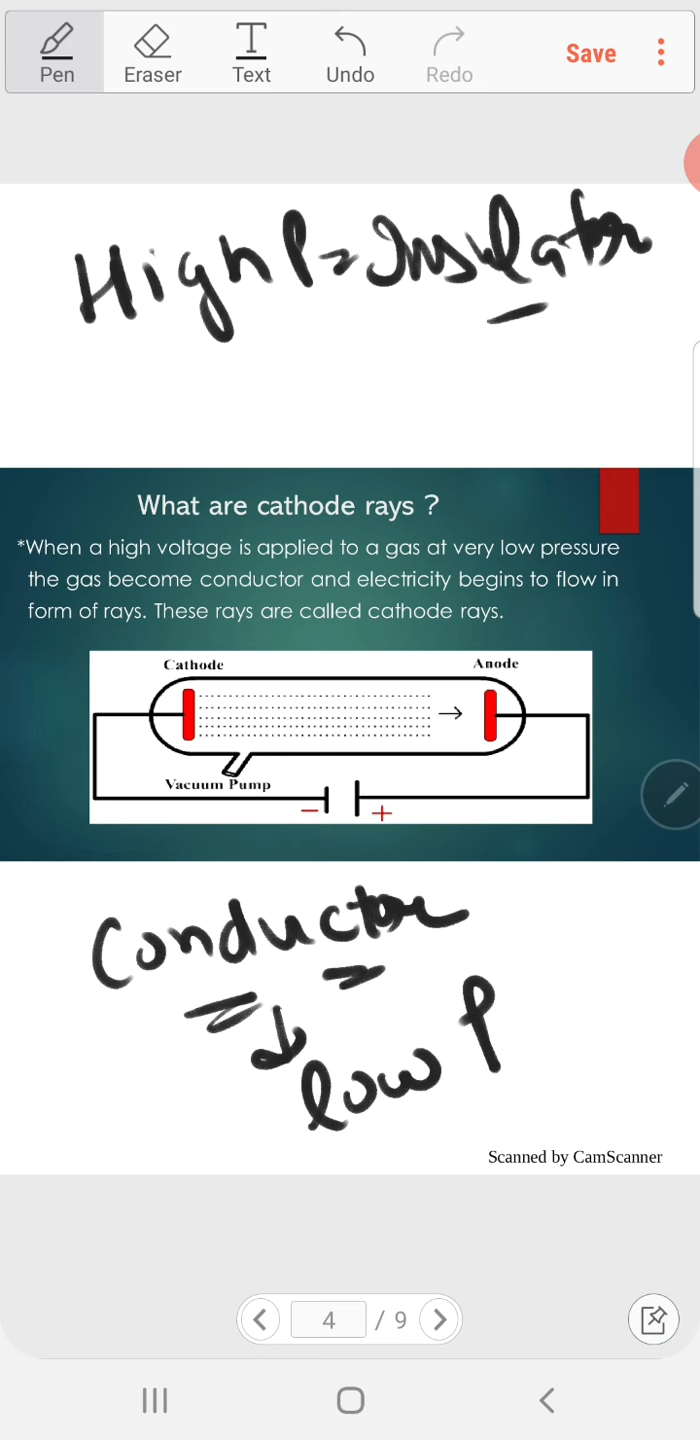 Pen Eraser Text Undo Redo Save
High P = Insulator
What are cathode rays ?
*When a high voltage is applied to a gas at very low pressure
the gas become conductor and electricity begins to flow in
form of rays. These rays are called cathode rays.
Cathode Anode
Vacuum Pump
− +
Conductor
low P
Scanned by CamScanner
4 / 9